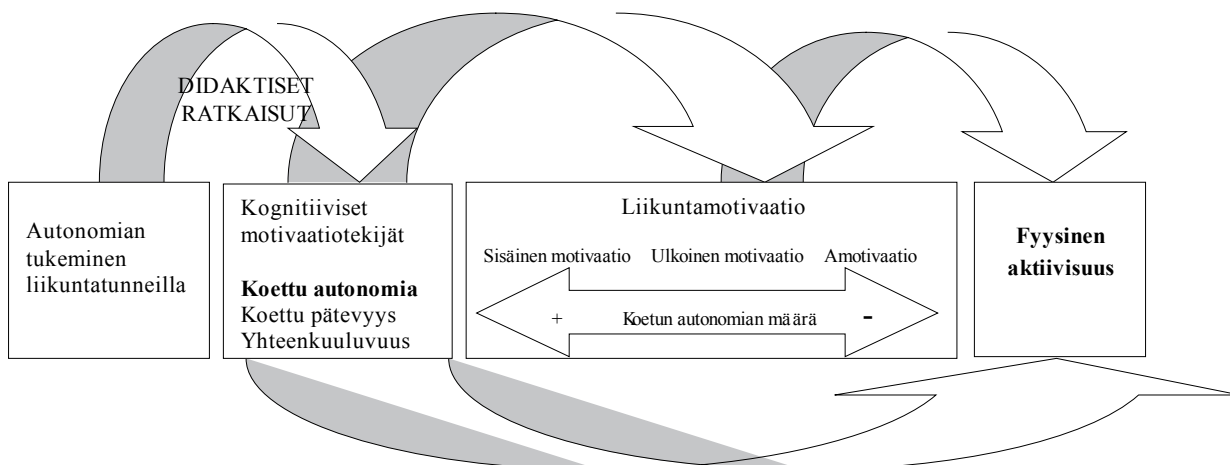 DIDAKTISET
RATKAISUT
Autonomian
tukeminen
liikuntatunneilla
Kognitiiviset
motivaatiotekijät
Koettu autonomia
Koettu pätevyys
Yhteenkuuluvuus
Liikuntamotivaatio
Sisäinen motivaatio Ulkoinen motivaatio Amotivaatio
+ Koetun autonomian määrä -
Fyysinen
aktiivisuus